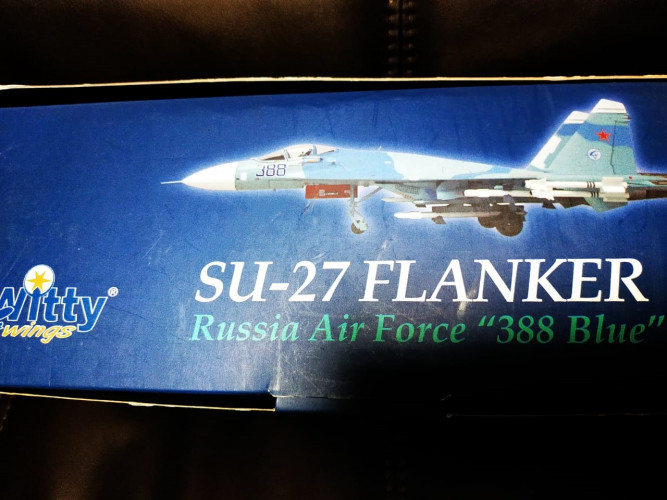 388
SU-27 FLANKER
Witty®
wings
Russia Air Force "388 Blue"